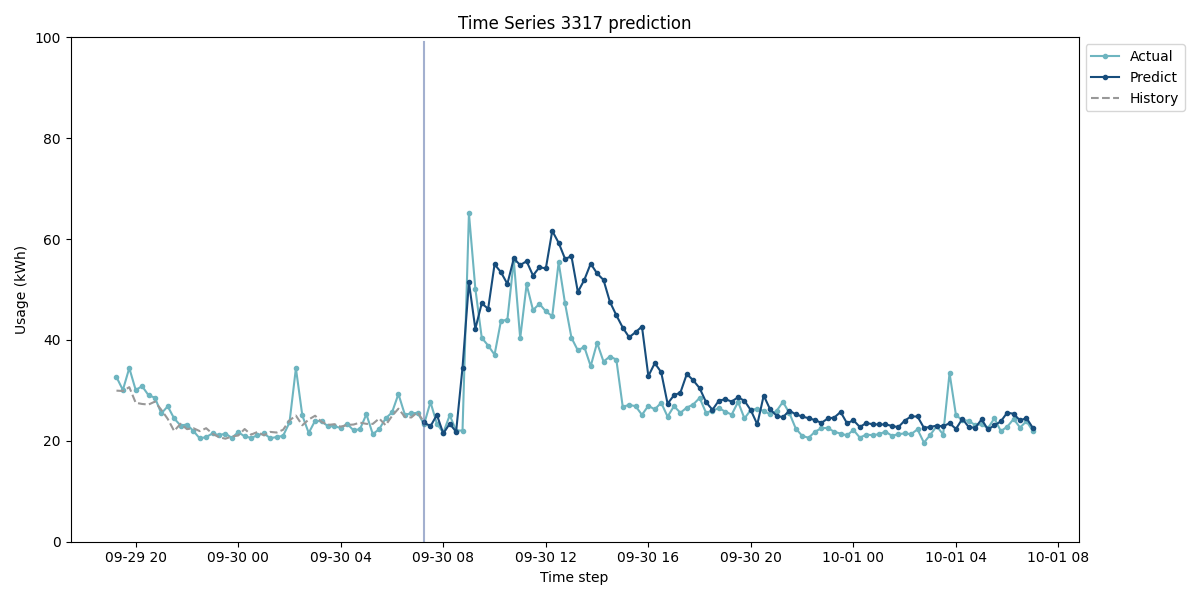 Time Series 3317 prediction
Usage (kWh)
100
80
60
40
20
0
09-29 20
09-30 00
09-30 04
09-30 08
09-30 12
09-30 16
09-30 20
10-01 00
10-01 04
10-01 08
Time step
Actual
Predict
History